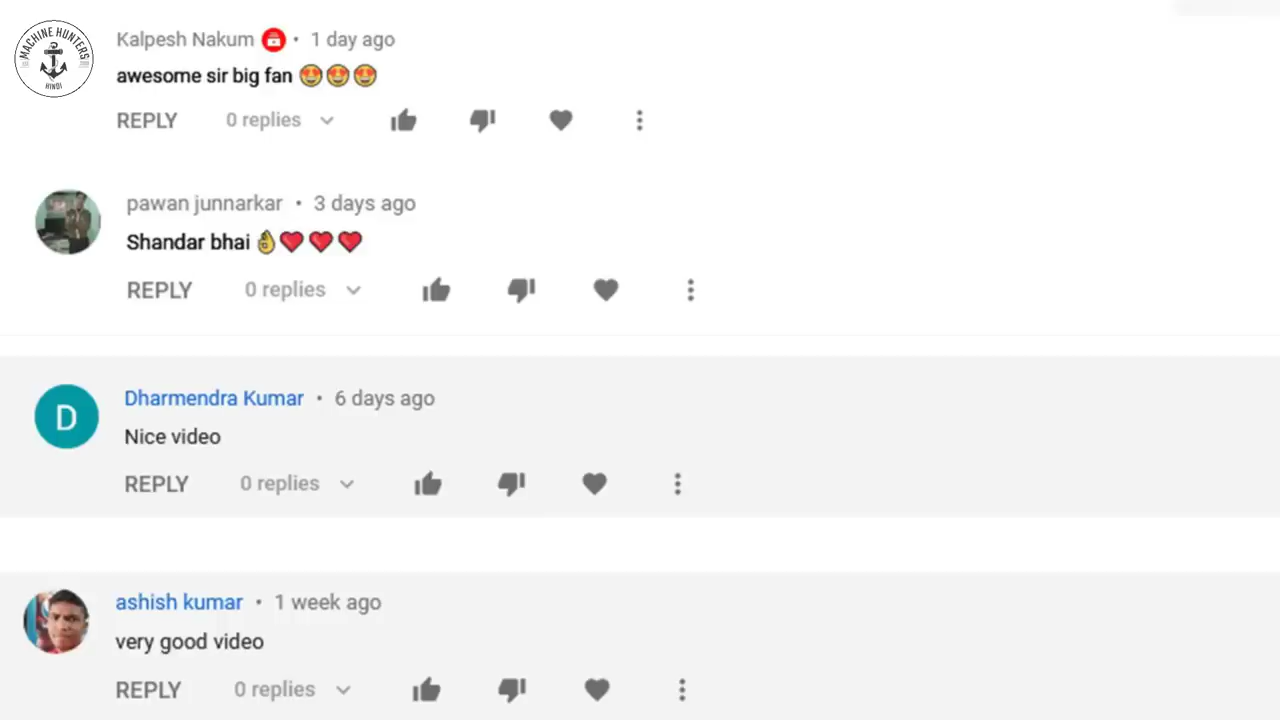 MACHINE HUNTERS
HINDI
Kalpesh Nakum • 1 day ago
awesome sir big fan 😍😍😍
REPLY 0 replies
pawan junnarkar • 3 days ago
Shandar bhai 👌❤️❤️❤️
REPLY 0 replies
D
Dharmendra Kumar • 6 days ago
Nice video
REPLY 0 replies
ashish kumar • 1 week ago
very good video
REPLY 0 replies